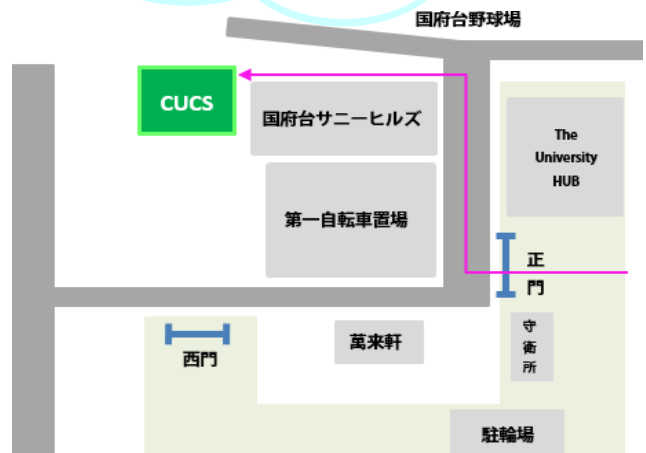 国府台野球場
CUCS
国府台サニーヒルズ
The
University
HUB
第一自転車置場
正
門
守
衛
所
萬来軒
西門
駐輪場